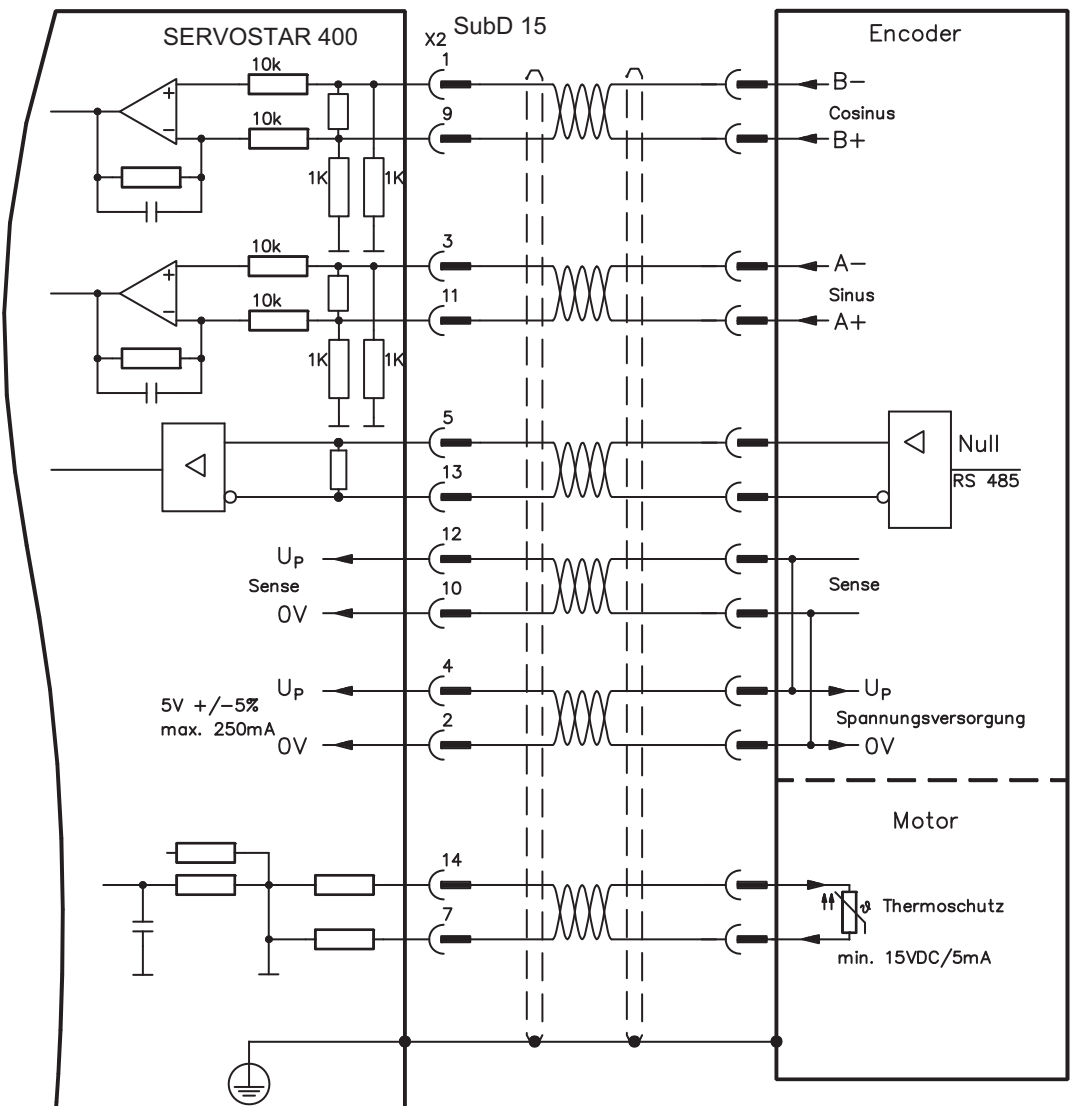 SERVOSTAR 400
X2 SubD 15
Encoder
10k
1
B−
Cosinus
10k
9
B+
1K
1K
10k
3
A−
Sinus
10k
11
A+
1K
1K
5
Null
13
RS 485
UP
12
Sense
Sense
0V
10
UP
4
UP
5V +/−5%
max. 250mA
Spannungsversorgung
0V
2
0V
Motor
14
ϑ Thermoschutz
7
min. 15VDC/5mA